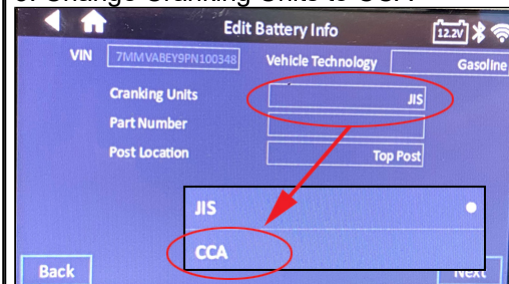 Edit Battery Info
12.2V
VIN 7MMVABEY9PN100348 Vehicle Technology Gasoline
Cranking Units JIS
Part Number
Post Location Top Post
JIS
CCA
Back Next